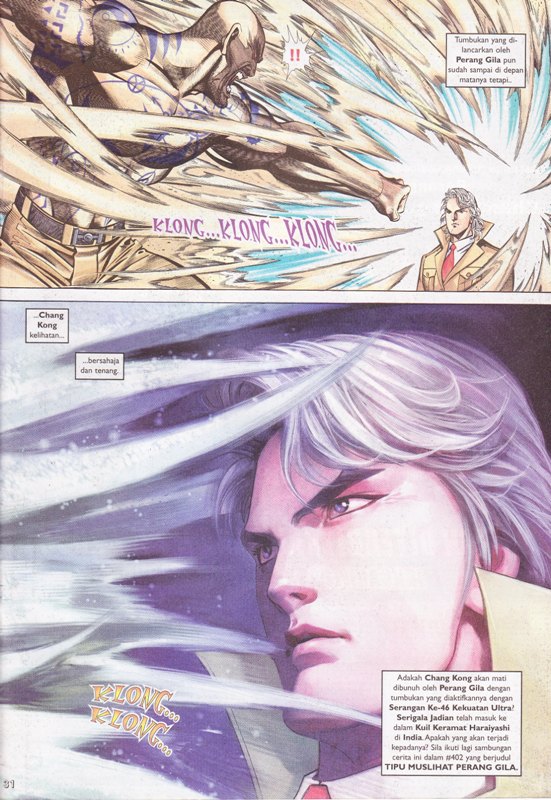 !!
Tumbukan yang di-
lancarkan oleh
Perang Gila pun
sudah sampai di depan
matanya tetapi..
KLONG...KLONG...KLONG...
...Chang
Kong
kelihatan...
...bersahaja
dan tenang.
KLONG...
KLONG...
Adakah Chang Kong akan mati
dibunuh oleh Perang Gila dengan
tumbukan yang diaktifkannya dengan
Serangan Ke-46 Kekuatan Ultra?
Serigala Jadian telah masuk ke
dalam Kuil Keramat Haraiyashi
di India. Apakah yang akan terjadi
kepadanya? Sila ikuti lagi sambungan
cerita ini dalam #402 yang berjudul
TIPU MUSLIHAT PERANG GILA.
31